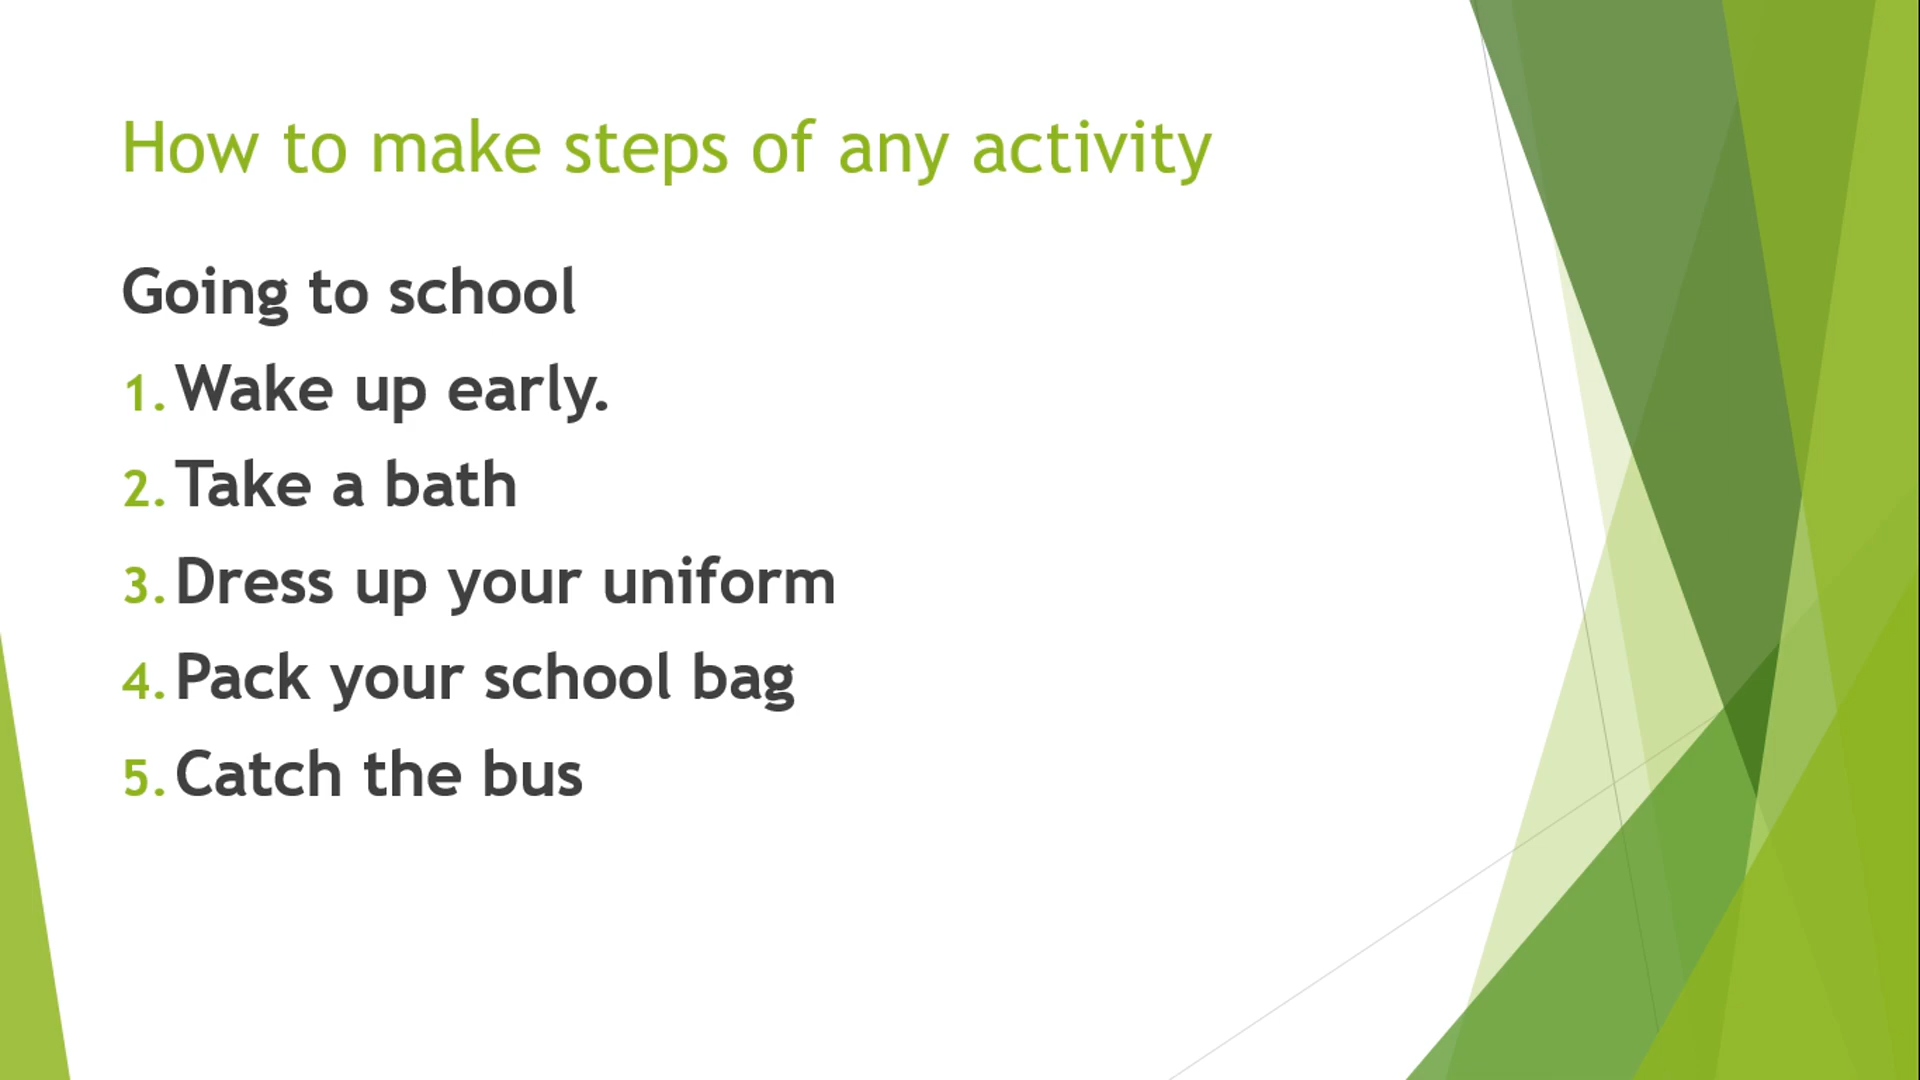 How to make steps of any activity
Going to school
1. Wake up early.
2. Take a bath
3. Dress up your uniform
4. Pack your school bag
5. Catch the bus